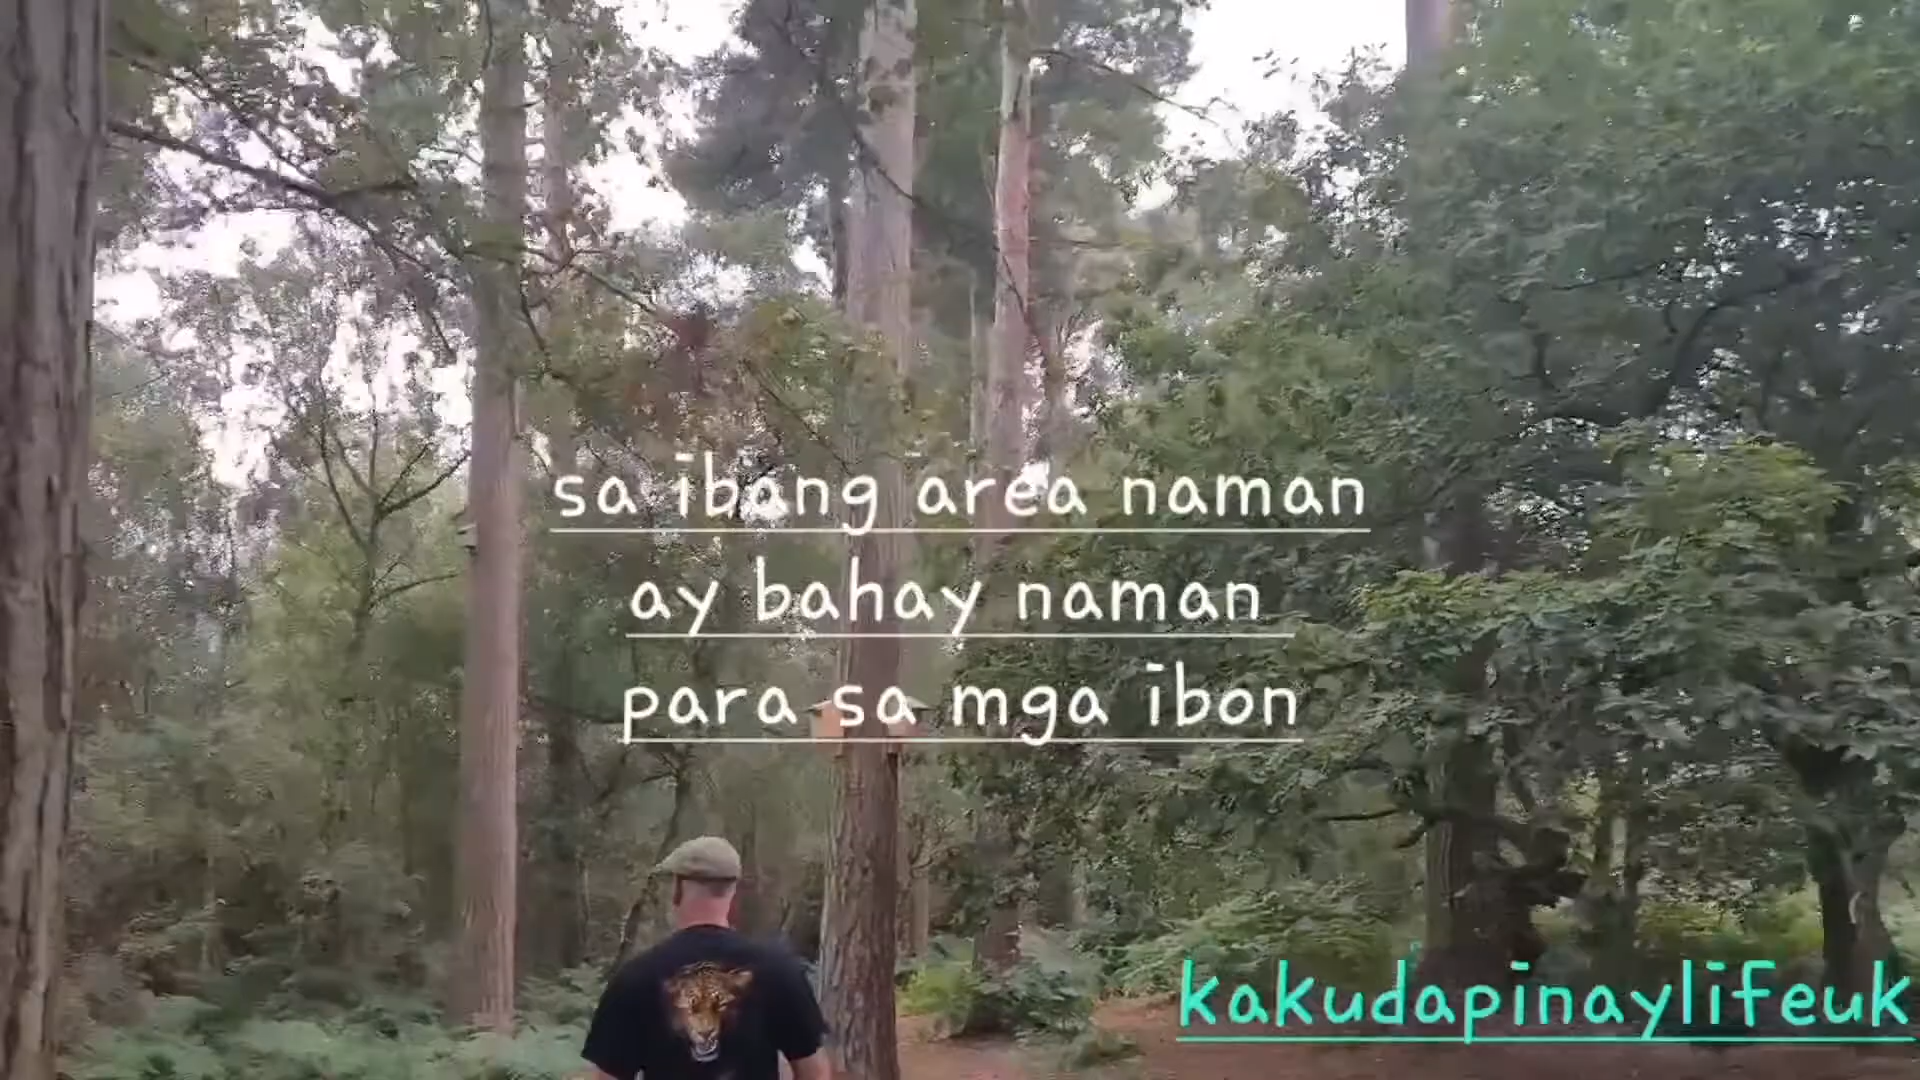 sa ibang area naman
ay bahay naman
para sa mga ibon
kakudapinaylifeuk